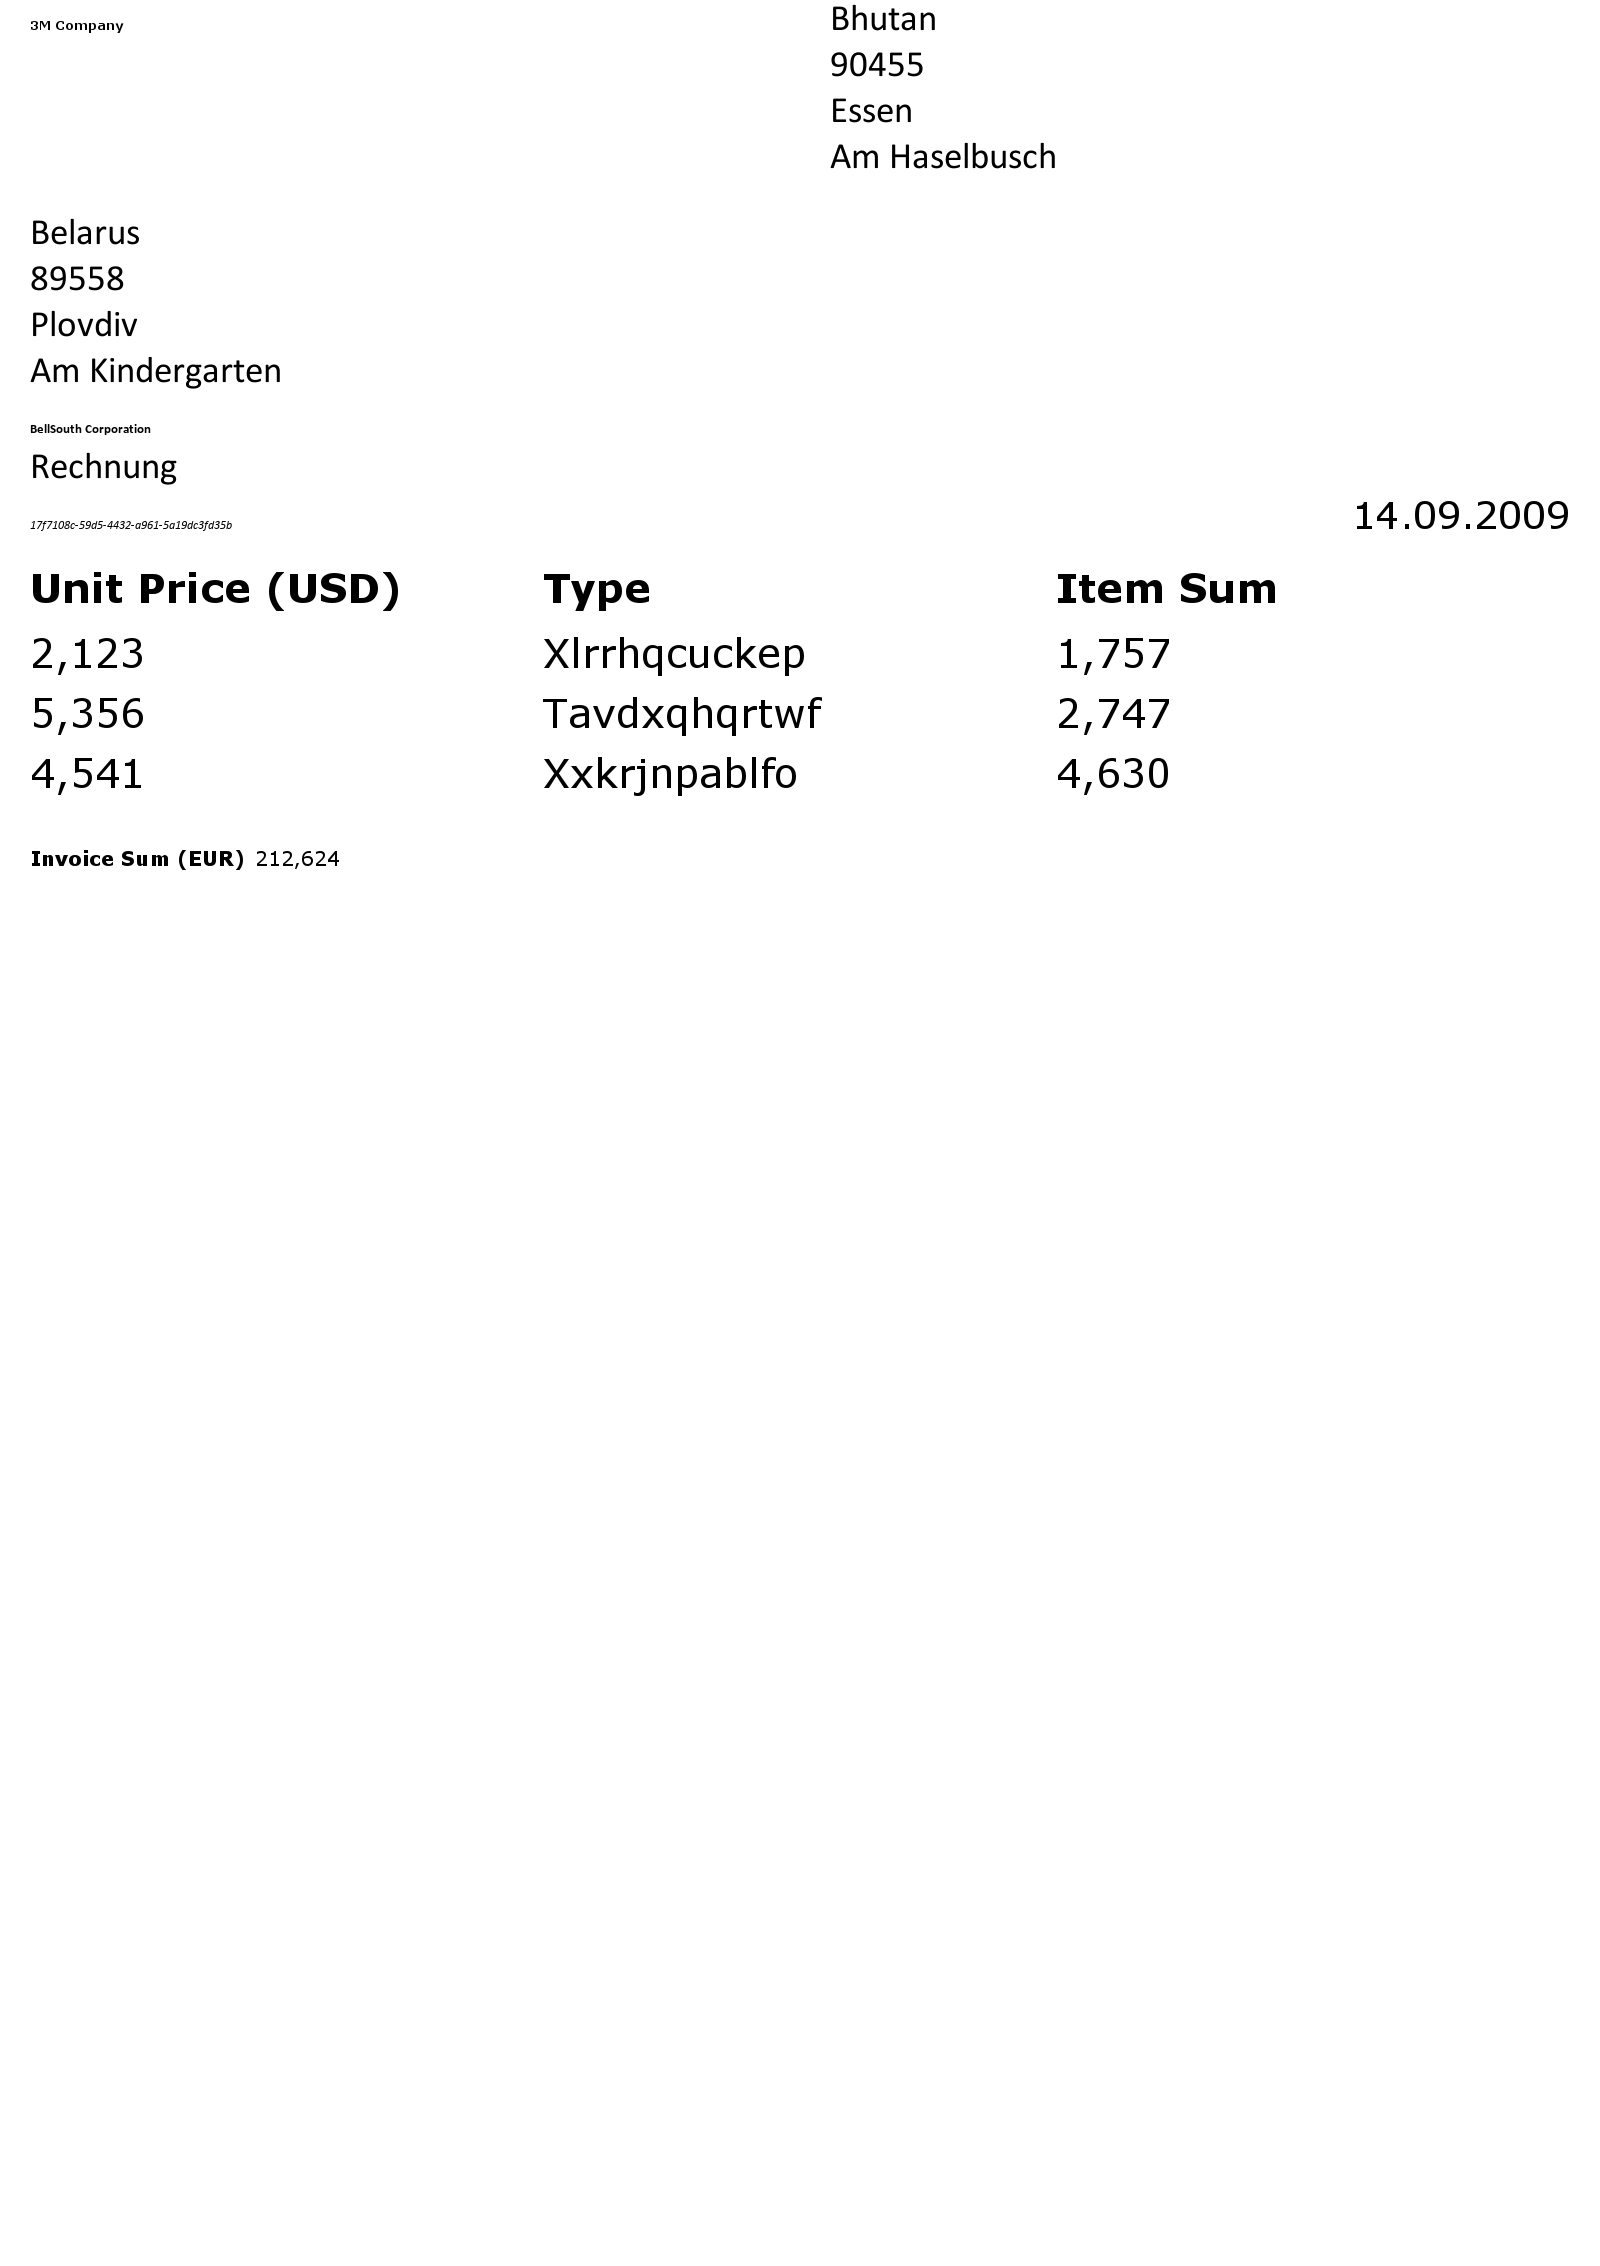 3M Company
Bhutan
90455
Essen
Am Haselbusch
Belarus
89558
Plovdiv
Am Kindergarten
BellSouth Corporation
Rechnung
17f7108c-59d5-4432-a961-5a19dc3fd35b
14.09.2009
Unit Price (USD) Type Item Sum
2,123 Xlrrhqcuckep 1,757
5,356 Tavdxqhqrtwf 2,747
4,541 Xxkrjnpablfo 4,630
Invoice Sum (EUR) 212,624